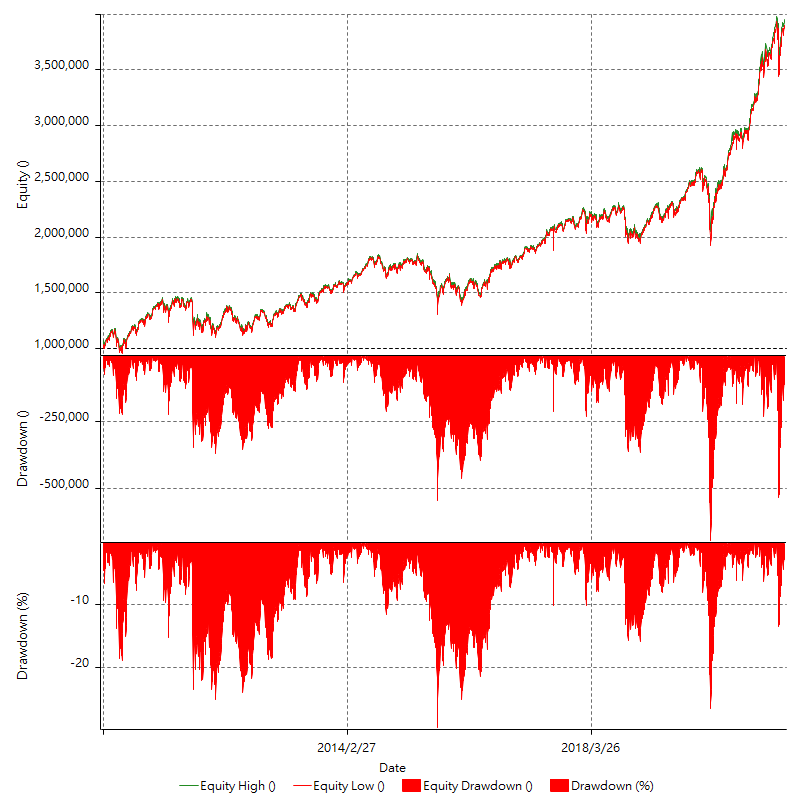 3,500,000
3,000,000
2,500,000
2,000,000
1,500,000
1,000,000
Equity ()
-250,000
-500,000
Drawdown ()
-10
-20
Drawdown (%)
2014/2/27 2018/3/26
Date
Equity High () Equity Low () Equity Drawdown () Drawdown (%)